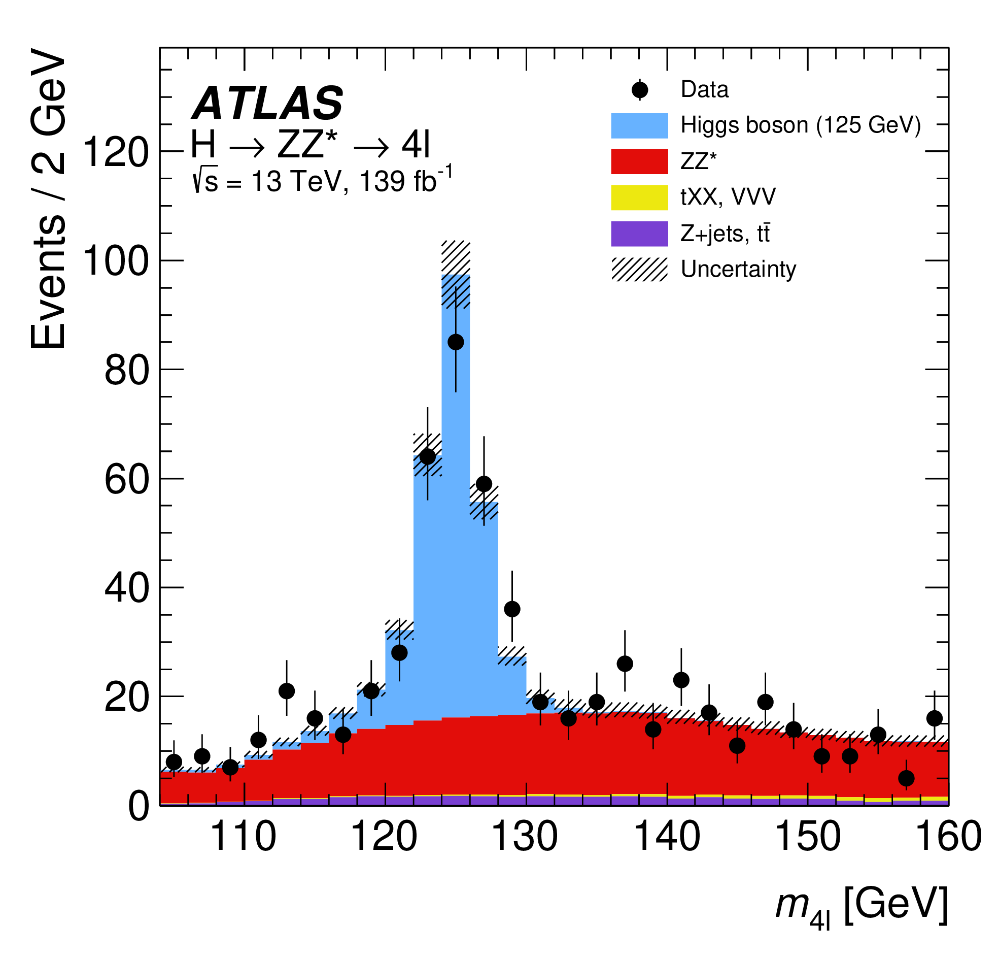 Events / 2 GeV
ATLAS
H → ZZ* → 4l
√s = 13 TeV, 139 fb-1
Data
Higgs boson (125 GeV)
ZZ*
tXX, VVV
Z+jets, tt̄
Uncertainty
120
100
80
60
40
20
0
110 120 130 140 150 160
m4l [GeV]